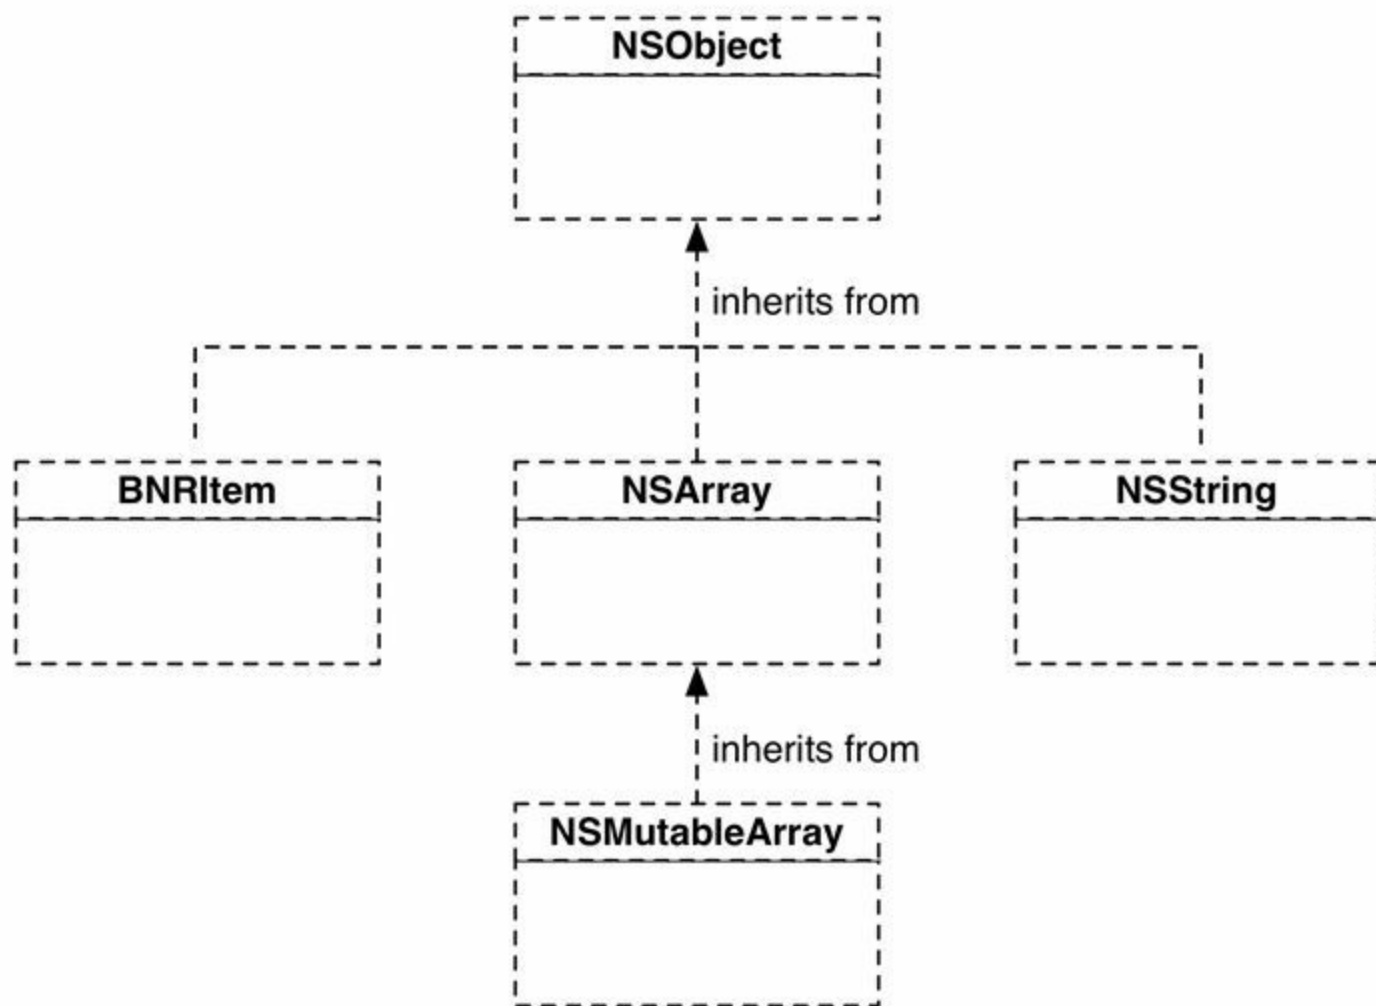 NSObject
inherits from
BNRItem
NSArray
NSString
inherits from
NSMutableArray